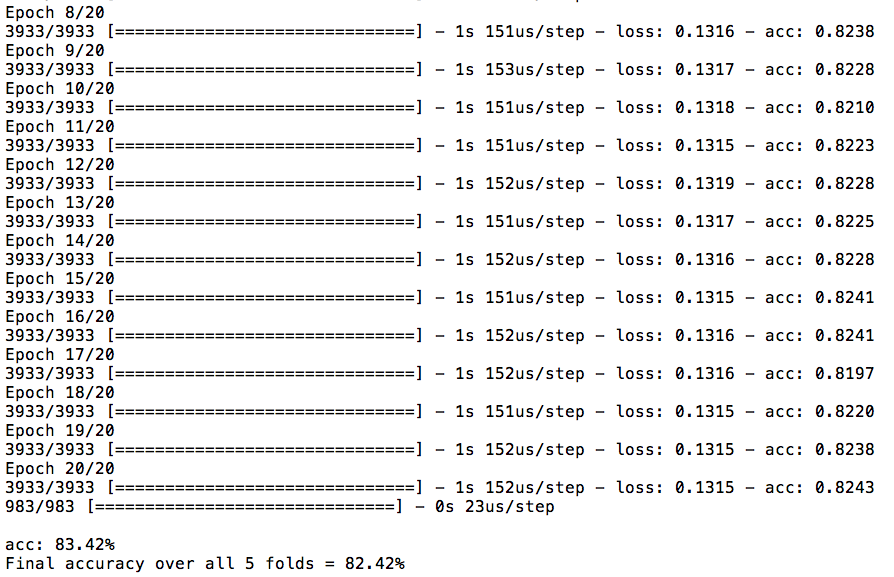 Epoch 8/20
3933/3933 [==============================] - 1s 151us/step - loss: 0.1316 - acc: 0.8238
Epoch 9/20
3933/3933 [==============================] - 1s 153us/step - loss: 0.1317 - acc: 0.8228
Epoch 10/20
3933/3933 [==============================] - 1s 151us/step - loss: 0.1318 - acc: 0.8210
Epoch 11/20
3933/3933 [==============================] - 1s 151us/step - loss: 0.1315 - acc: 0.8223
Epoch 12/20
3933/3933 [==============================] - 1s 152us/step - loss: 0.1319 - acc: 0.8228
Epoch 13/20
3933/3933 [==============================] - 1s 151us/step - loss: 0.1317 - acc: 0.8225
Epoch 14/20
3933/3933 [==============================] - 1s 152us/step - loss: 0.1316 - acc: 0.8228
Epoch 15/20
3933/3933 [==============================] - 1s 151us/step - loss: 0.1315 - acc: 0.8241
Epoch 16/20
3933/3933 [==============================] - 1s 152us/step - loss: 0.1316 - acc: 0.8241
Epoch 17/20
3933/3933 [==============================] - 1s 152us/step - loss: 0.1316 - acc: 0.8197
Epoch 18/20
3933/3933 [==============================] - 1s 151us/step - loss: 0.1315 - acc: 0.8220
Epoch 19/20
3933/3933 [==============================] - 1s 152us/step - loss: 0.1315 - acc: 0.8238
Epoch 20/20
3933/3933 [==============================] - 1s 152us/step - loss: 0.1315 - acc: 0.8243
983/983 [==============================] - 0s 23us/step
acc: 83.42%
Final accuracy over all 5 folds = 82.42%